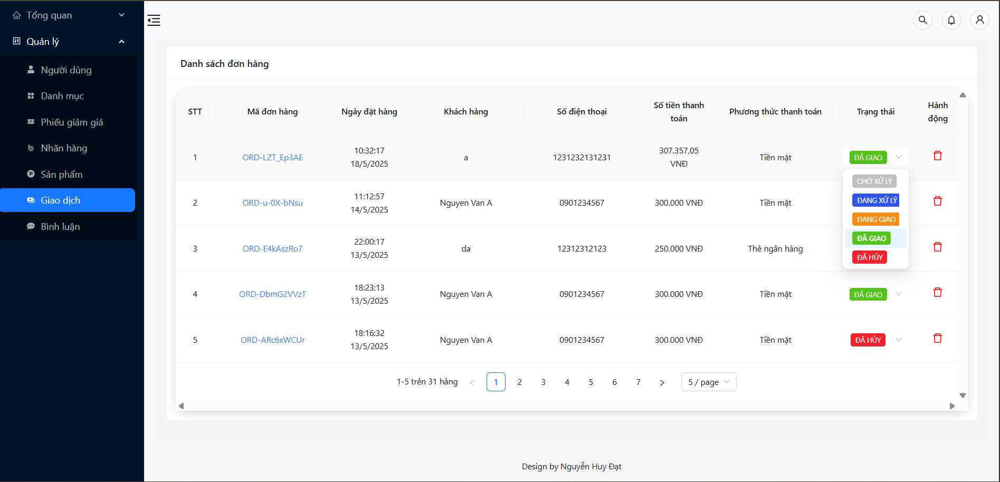 Tổng quan
Quản lý
Người dùng
Danh mục
Phiếu giảm giá
Nhãn hàng
Sản phẩm
Giao dịch
Bình luận
Danh sách đơn hàng
STT
Mã đơn hàng
Ngày đặt hàng
Khách hàng
Số điện thoại
Số tiền thanh
toán
Phương thức thanh toán
Trạng thái
Hành
động
1
ORD-LZT_Ep3AE
10:32:17
18/5/2025
a
1231232131231
307.357,05
VNĐ
Tiền mặt
ĐÃ GIAO
CHỜ XỬ LÝ
ĐANG XỬ LÝ
ĐANG GIAO
ĐÃ GIAO
ĐÃ HỦY
2
ORD-u-0X-bNsu
11:12:57
14/5/2025
Nguyen Van A
0901234567
300.000 VNĐ
Tiền mặt
3
ORD-E4kAszRo7
22:00:17
13/5/2025
da
12312312123
250.000 VNĐ
Thẻ ngân hàng
4
ORD-DbmG2VVzT
18:23:13
13/5/2025
Nguyen Van A
0901234567
300.000 VNĐ
Tiền mặt
ĐÃ GIAO
5
ORD-ARc6xWCUr
18:16:32
13/5/2025
Nguyen Van A
0901234567
300.000 VNĐ
Tiền mặt
ĐÃ HỦY
1-5 trên 31 hàng
1 2 3 4 5 6 7
5 / page
Design by Nguyễn Huy Đạt